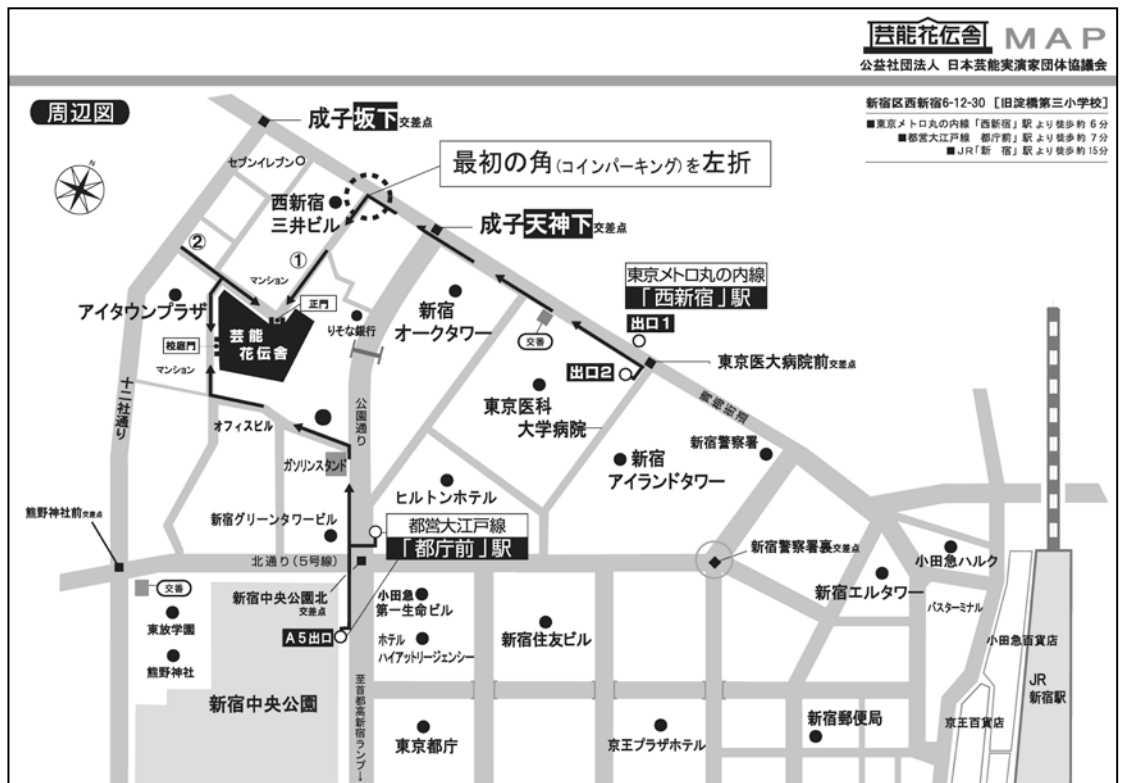 芸能花伝舎 MAP
公益社団法人 日本芸能実演家団体協議会
新宿区西新宿6-12-30 [旧淀橋第三小学校]
■東京メトロ丸の内線「西新宿」駅より徒歩約6分
■都営大江戸線 都庁前」駅より徒歩約7分
■JR「新 宿」駅より徒歩約15分
周辺図
成子坂下交差点
セブンイレブン
N
最初の角(コインパーキング)を左折
西新宿
三井ビル
成子天神下交差点
②
①
マンション
東京メトロ丸の内線
「西新宿」駅
アイタウンプラザ
正門
新宿
オークタワー
出口1
りそな銀行
交番
芸能
花伝舎
校庭門
マンション
出口2
東京医大病院前交差点
十二社通り
公園通り
東京医科
大学病院
青梅街道
オフィスビル
新宿警察署
ガソリンスタンド
新宿
アイランドタワー
ヒルトンホテル
熊野神社前交差点
新宿グリーンタワービル
都営大江戸線
「都庁前」駅
北通り(5号線)
新宿警察署裏交差点
小田急ハルク
交番
新宿中央公園北
交差点
小田急
第一生命ビル
新宿エルタワー
バスターミナル
東放学園
A5出口
ホテル
ハイアットリージェンシー
新宿住友ビル
小田急百貨店
熊野神社
JR
新宿駅
新宿中央公園
至首都高新宿ランプ→
東京都庁
京王プラザホテル
新宿郵便局
京王百貨店